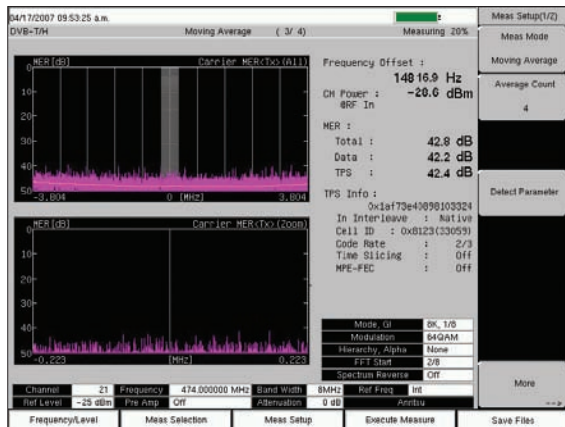 04/17/2007 09:53:25 a.m.
DVB-T/H Moving Average ( 3/ 4) Measuring 20%
MER[dB] Carrier MER<Tx>(All)
0
10
20
30
40
50
-3.804 0 [MHz] 3.804
MER[dB] Carrier MER<Tx>(Zoom)
0
10
20
30
40
50
-0.223 [MHz] 0.223
Frequency Offset :
14816.9 Hz
CH Power : -20.6 dBm
@RF In
MER :
Total : 42.8 dB
Data : 42.2 dB
TPS : 42.4 dB
TPS Info :
In Interleave : Native
Cell ID : 0x8123(33059)
Code Rate : 2/3
Time Slicing : Off
MPE-FEC : Off
Mode, GI 8K, 1/8
Modulation 64QAM
Hierarchy, Alpha None
FFT Start 2/8
Spectrum Reverse Off
Channel 21 Frequency 474.000000 MHz Band Width 8MHz Ref Freq Int
Ref Level -25 dBm Pre Amp Off Attenuation 0 dB Anritsu
Frequency/Level Meas Selection Meas Setup Execute Measure Save Files
Meas Setup(1/2)
Meas Mode
Moving Average
Average Count
4
Detect Parameter
More
-->